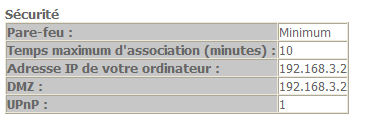 Sécurité
Pare-feu : Minimum
Temps maximum d'association (minutes) : 10
Adresse IP de votre ordinateur : 192.168.3.2
DMZ : 192.168.3.2
UPnP : 1